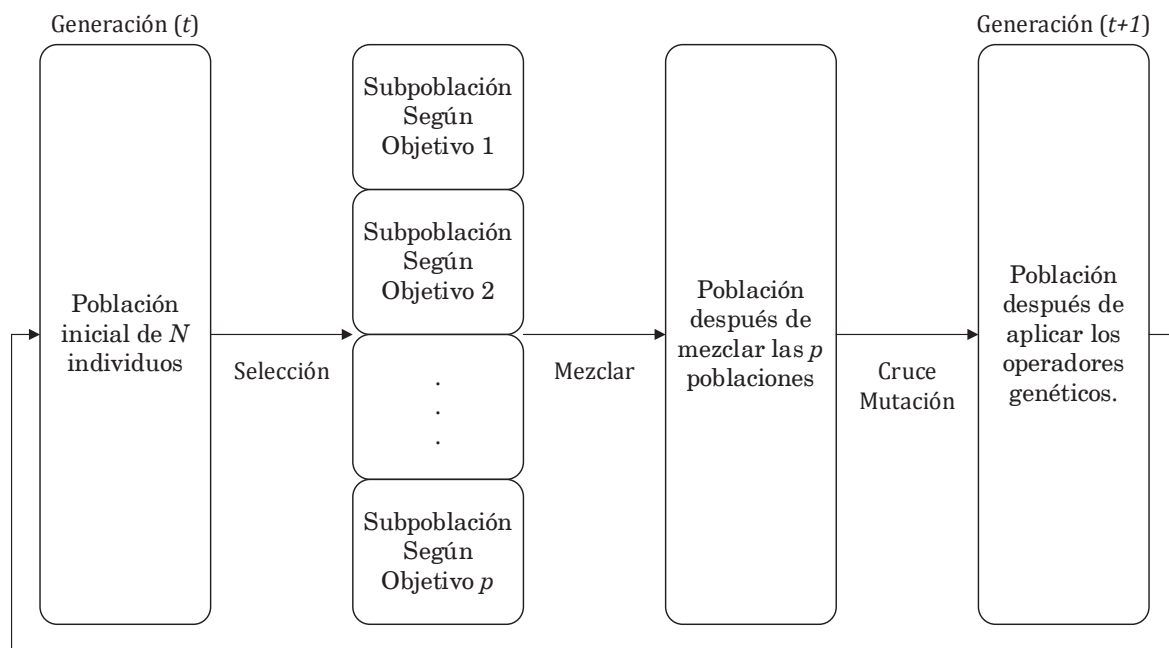 Generación (t)
Generación (t+1)
Población
inicial de N
individuos
Selección
Subpoblación
Según
Objetivo 1
Subpoblación
Según
Objetivo 2
.
.
.
Subpoblación
Según
Objetivo p
Mezclar
Población
después de
mezclar las p
poblaciones
Cruce
Mutación
Población
después de
aplicar los
operadores
genéticos.